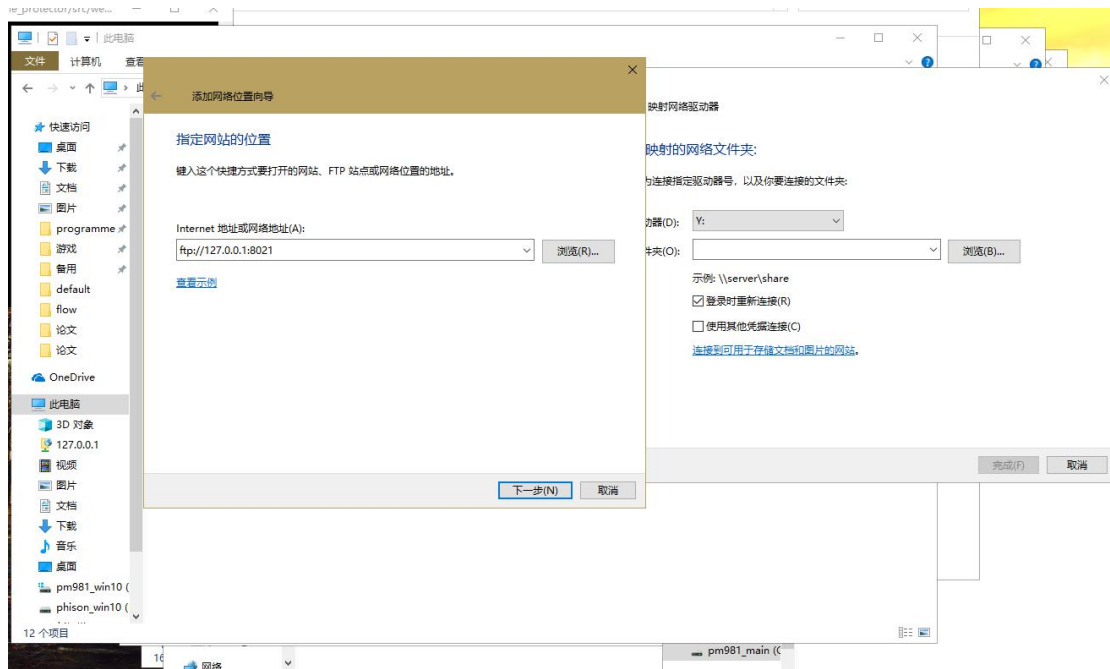 le_protector/src/we...
此电脑
文件 计算机 查看
添加网络位置向导
映射网络驱动器
快速访问
桌面
下载
文档
图片
programme
游戏
备用
default
flow
论文
论文
OneDrive
此电脑
3D 对象
127.0.0.1
视频
图片
文档
下载
音乐
桌面
pm981_win10 (
phison_win10 (
12 个项目
指定网站的位置
键入这个快捷方式要打开的网站、FTP 站点或网络位置的地址。
Internet 地址或网络地址(A):
ftp://127.0.0.1:8021
浏览(R)...
查看示例
下一步(N) 取消
映射的网络文件夹:
为连接指定驱动器号，以及你要连接的文件夹:
动器(D): Y:
件夹(O): 浏览(B)...
示例: \\server\share
登录时重新连接(R)
使用其他凭据连接(C)
连接到可用于存储文档和图片的网站。
完成(F) 取消
16
网络
pm981_main (C